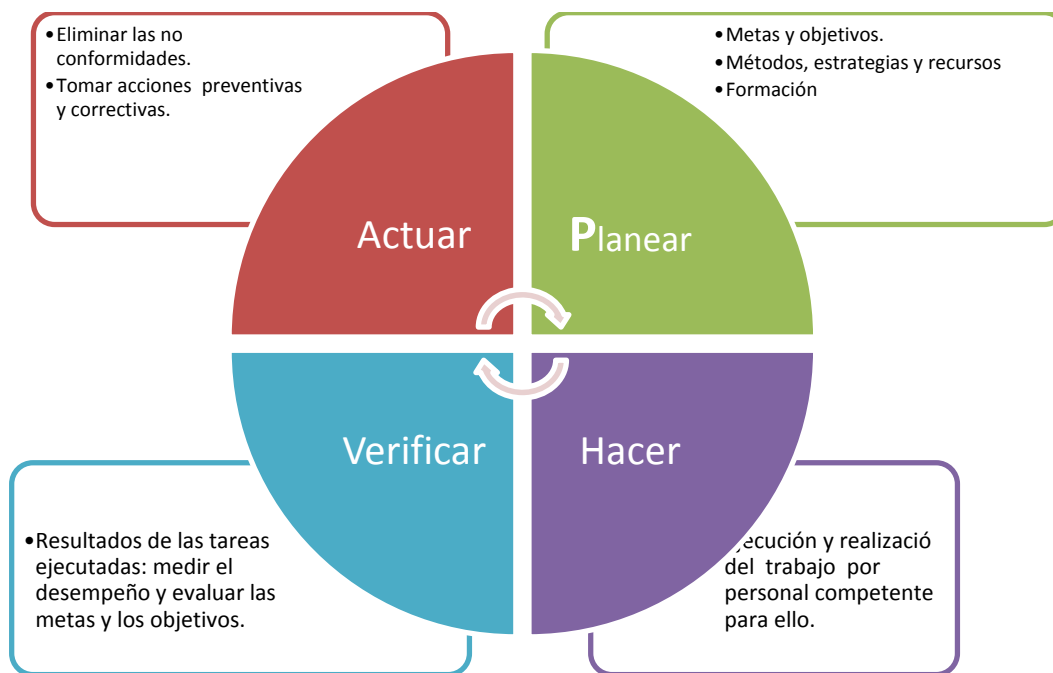 •Eliminar las no
conformidades.
•Tomar acciones preventivas
y correctivas.
•Metas y objetivos.
•Métodos, estrategias y recursos
•Formación
Actuar
Planear
Verificar
Hacer
•Resultados de las tareas
ejecutadas: medir el
desempeño y evaluar las
metas y los objetivos.
y realizació
del trabajo por
personal competente
para ello.